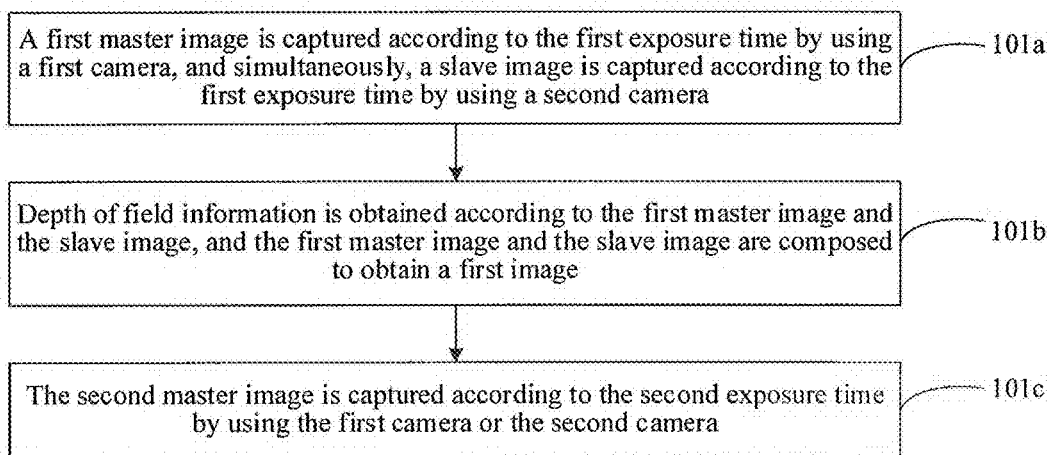 A first master image is captured according to the first exposure time by using
a first camera, and simultaneously, a slave image is captured according to the
first exposure time by using a second camera
101a
Depth of field information is obtained according to the first master image and
the slave image, and the first master image and the slave image are composed
to obtain a first image
101b
The second master image is captured according to the second exposure time
by using the first camera or the second camera
101c